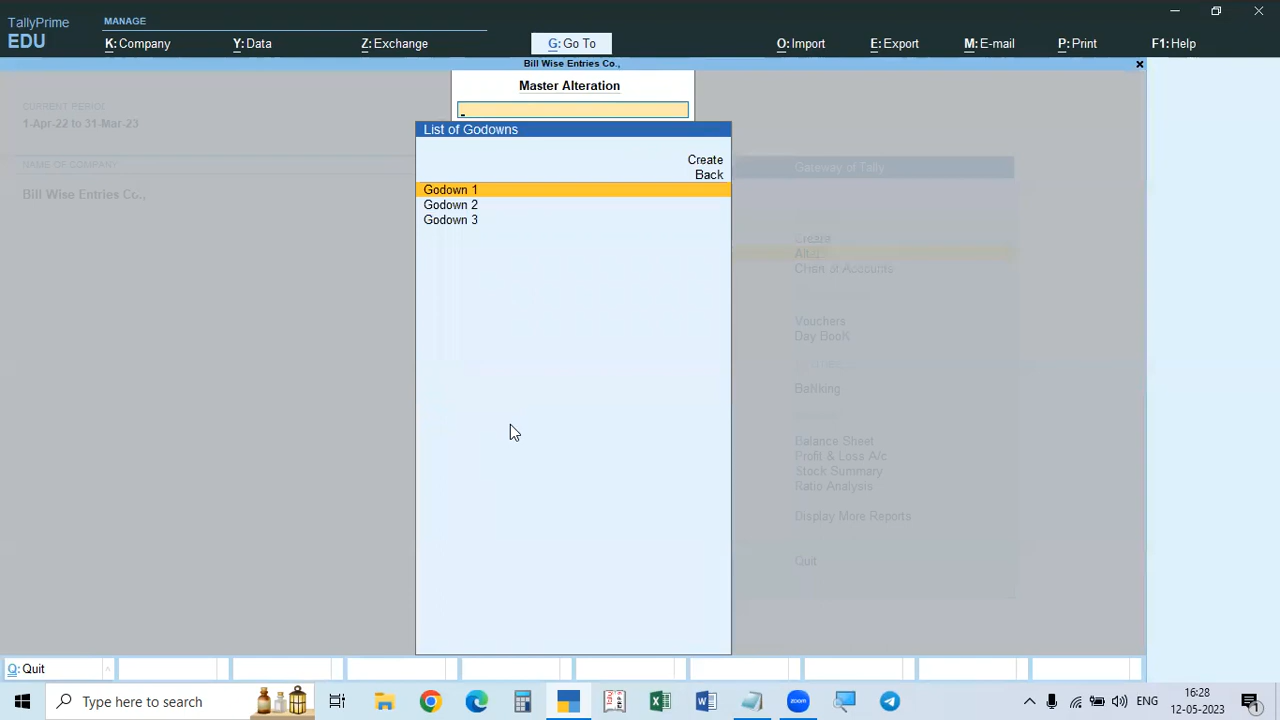 TallyPrime
EDU
MANAGE
K: Company
Y: Data
Z: Exchange
G: Go To
O: Import
E: Export
M: E-mail
P: Print
F1: Help
Bill Wise Entries Co.,
Master Alteration
List of Godowns
Create
Back
Godown 1
Godown 2
Godown 3
CURRENT PERIOD
1-Apr-22 to 31-Mar-23
NAME OF COMPANY
Bill Wise Entries Co.,
Gateway of Tally
Create
Alter
Chart of Accounts
Vouchers
Day Book
Banking
Balance Sheet
Profit & Loss A/c
Stock Summary
Ratio Analysis
Display More Reports
Quit
Q: Quit
Type here to search
zoom
ENG
16:28
12-05-2023
1